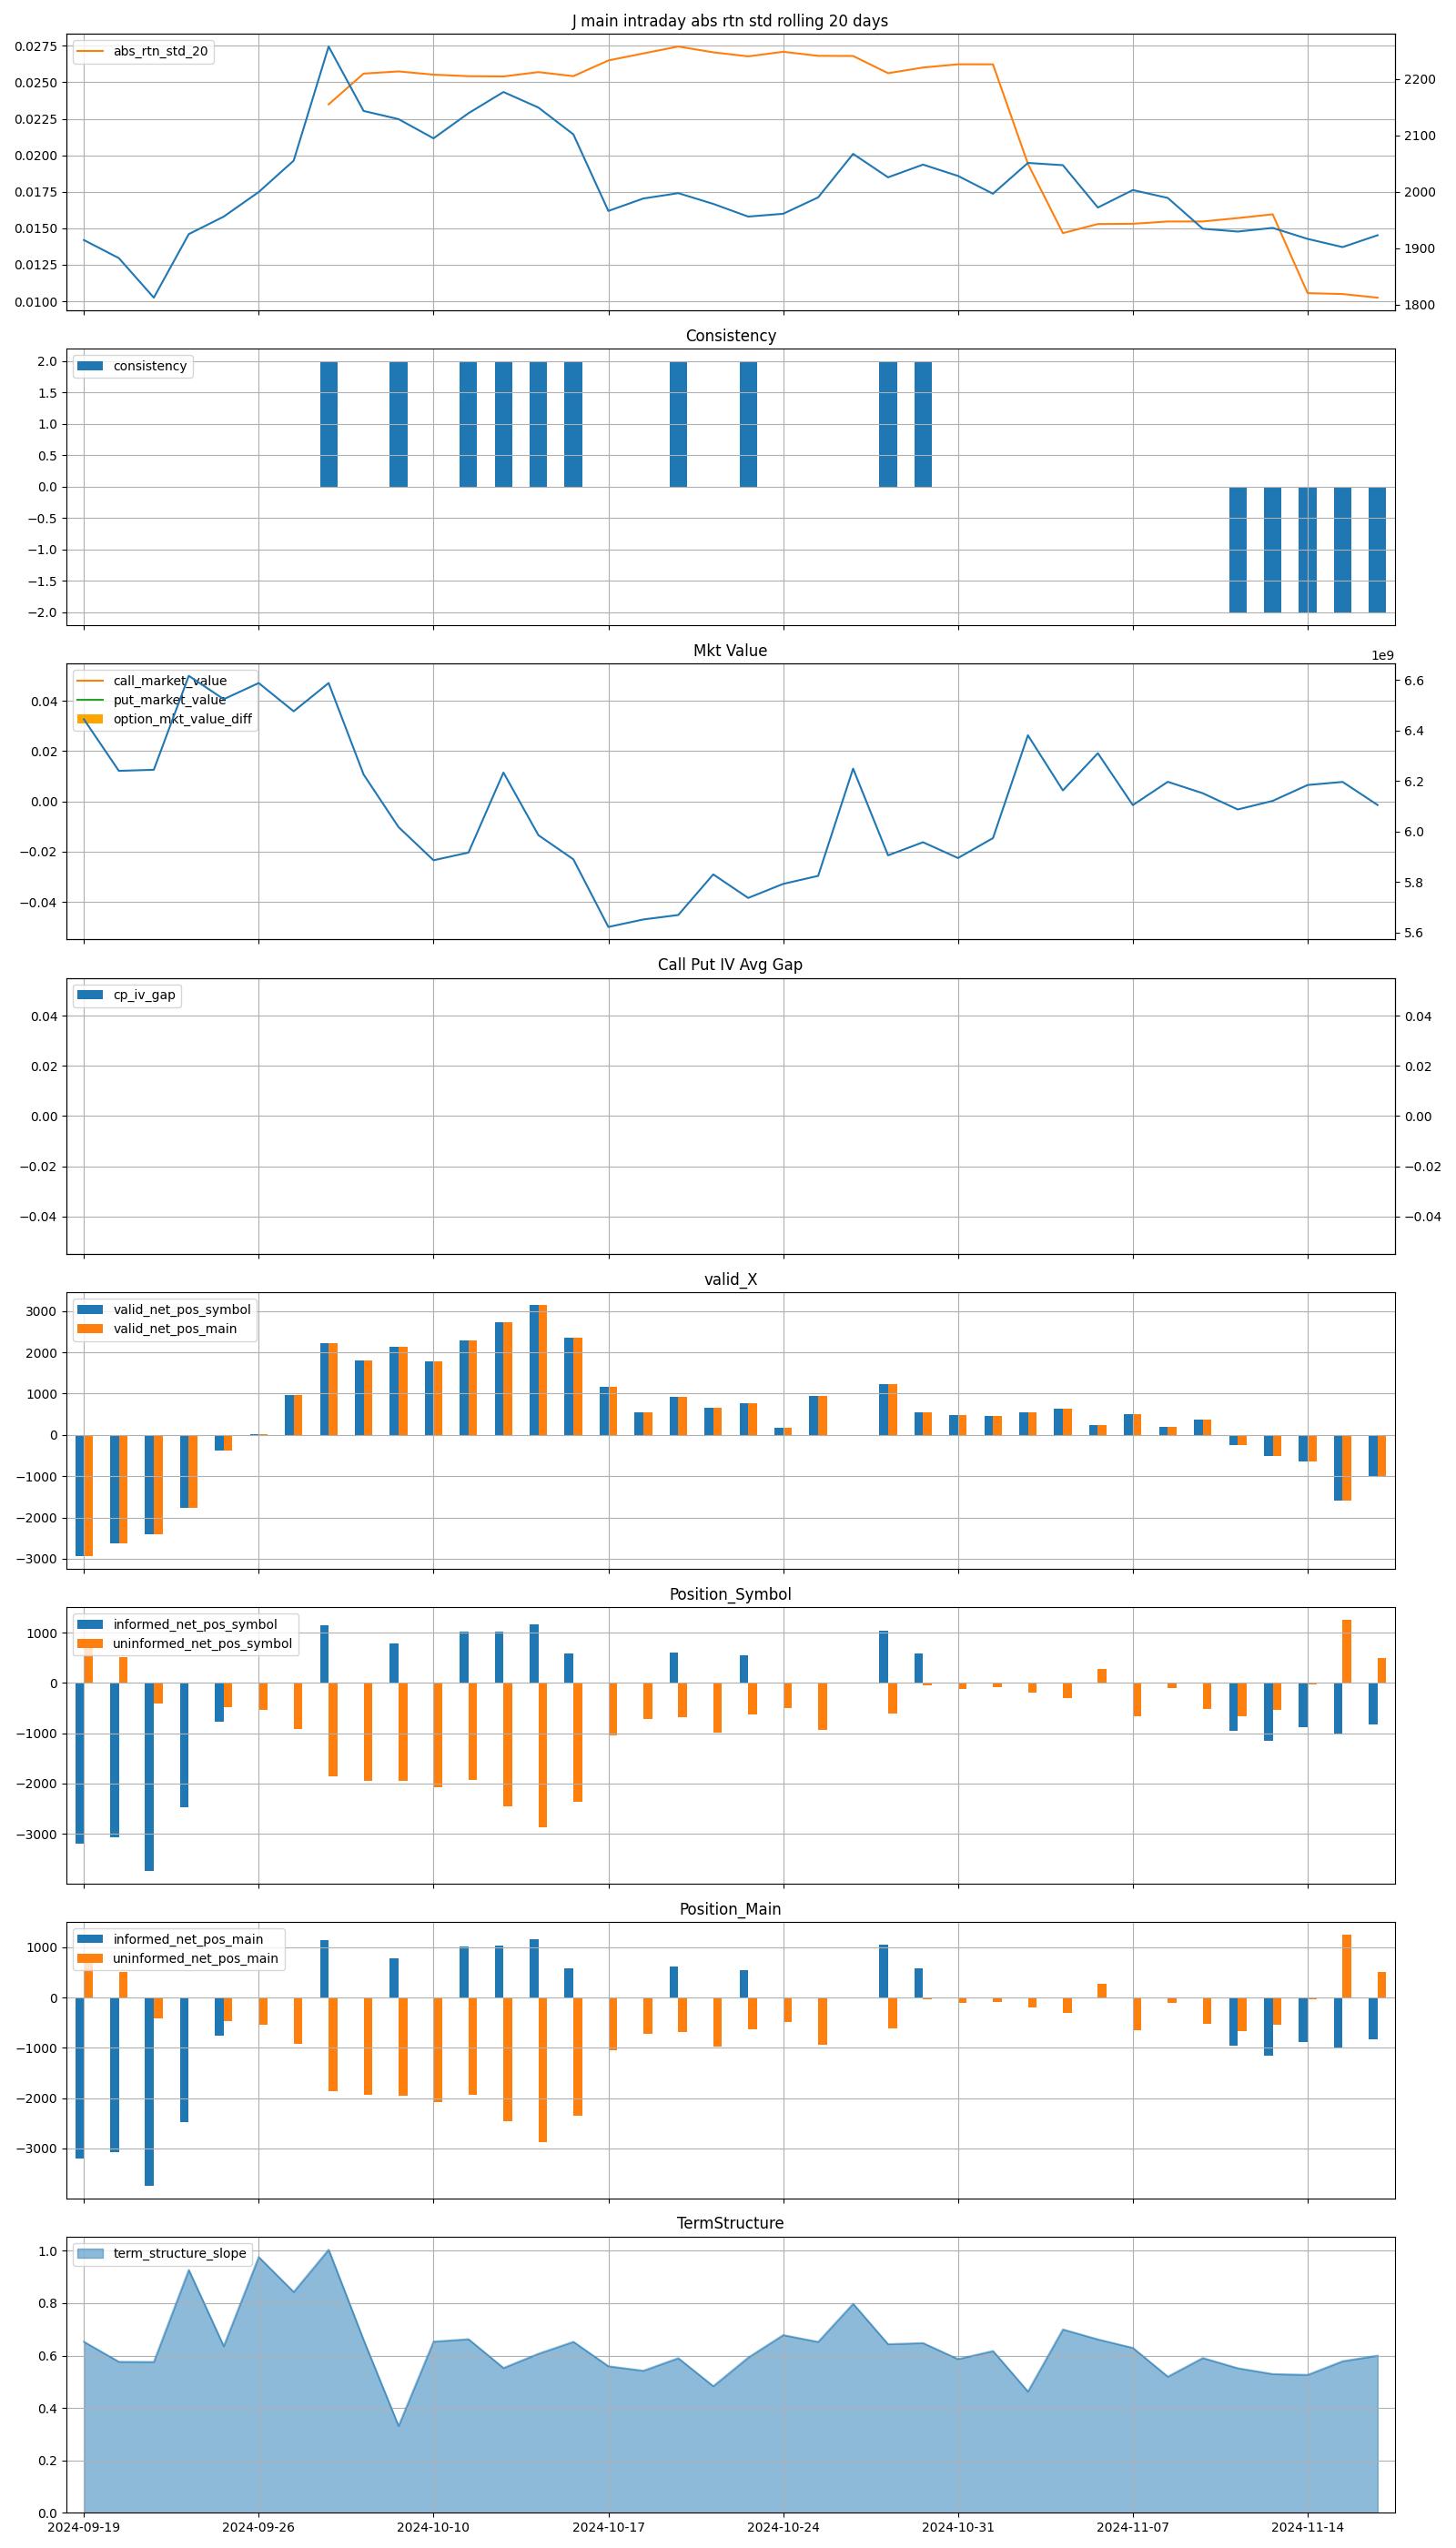 J main intraday abs rtn std rolling 20 days
abs_rtn_std_20
0.0275
0.0250
0.0225
0.0200
0.0175
0.0150
0.0125
0.0100
2200
2100
2000
1900
1800
Consistency
consistency
2.0
1.5
1.0
0.5
0.0
−0.5
−1.0
−1.5
−2.0
Mkt Value
1e9
call_market_value
put_market_value
option_mkt_value_diff
0.04
0.02
0.00
−0.02
−0.04
6.6
6.4
6.2
6.0
5.8
5.6
Call Put IV Avg Gap
cp_iv_gap
0.04
0.02
0.00
−0.02
−0.04
0.04
0.02
0.00
−0.02
−0.04
valid_X
valid_net_pos_symbol
valid_net_pos_main
3000
2000
1000
0
−1000
−2000
−3000
Position_Symbol
informed_net_pos_symbol
uninformed_net_pos_symbol
1000
0
−1000
−2000
−3000
Position_Main
informed_net_pos_main
uninformed_net_pos_main
1000
0
−1000
−2000
−3000
TermStructure
term_structure_slope
1.0
0.8
0.6
0.4
0.2
0.0
2024-09-19 2024-09-26 2024-10-10 2024-10-17 2024-10-24 2024-10-31 2024-11-07 2024-11-14